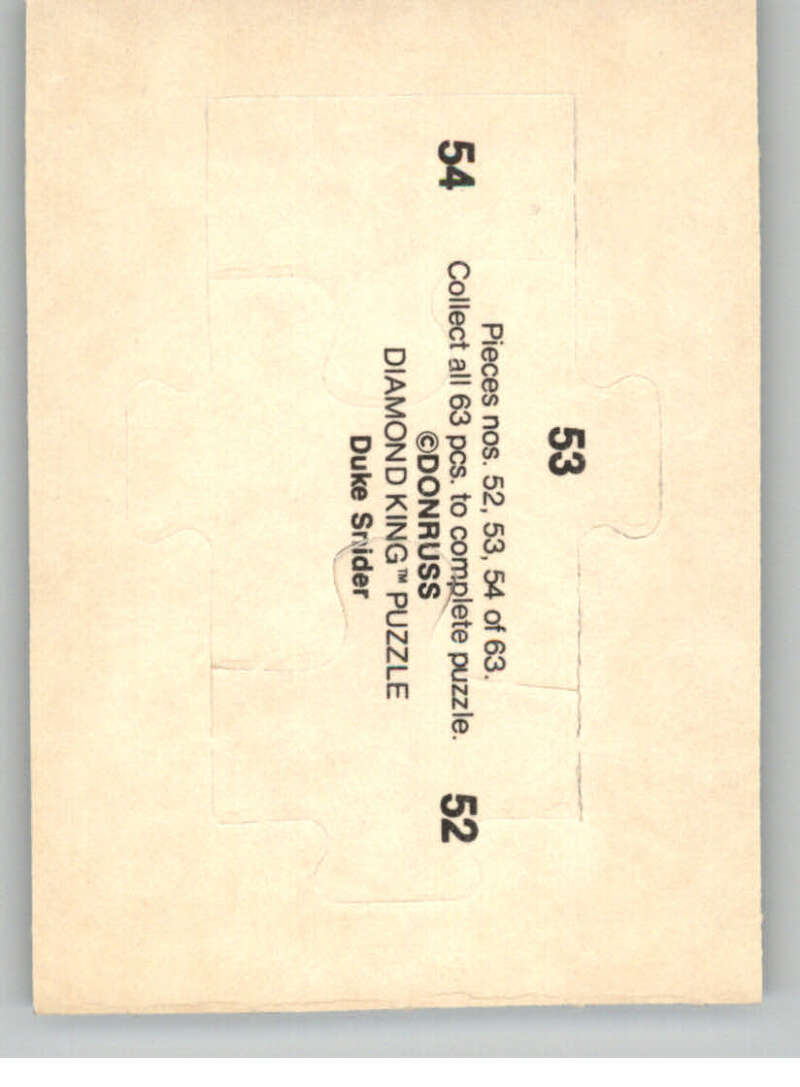 53
Pieces nos. 52, 53, 54 of 63.
54 Collect all 63 pcs. to complete puzzle. 52
©DONRUSS
DIAMOND KING™ PUZZLE
Duke Snider